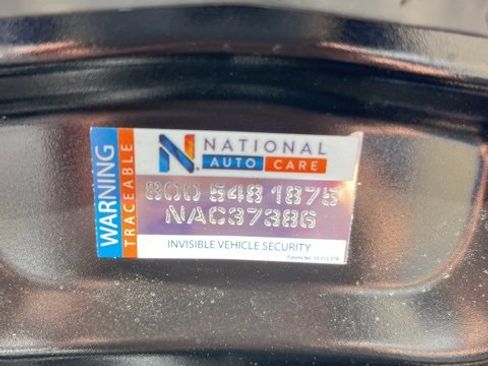 WARNING
TRACEABLE
NATIONAL
AUTO CARE
800 548 1875
NAC37386
INVISIBLE VEHICLE SECURITY